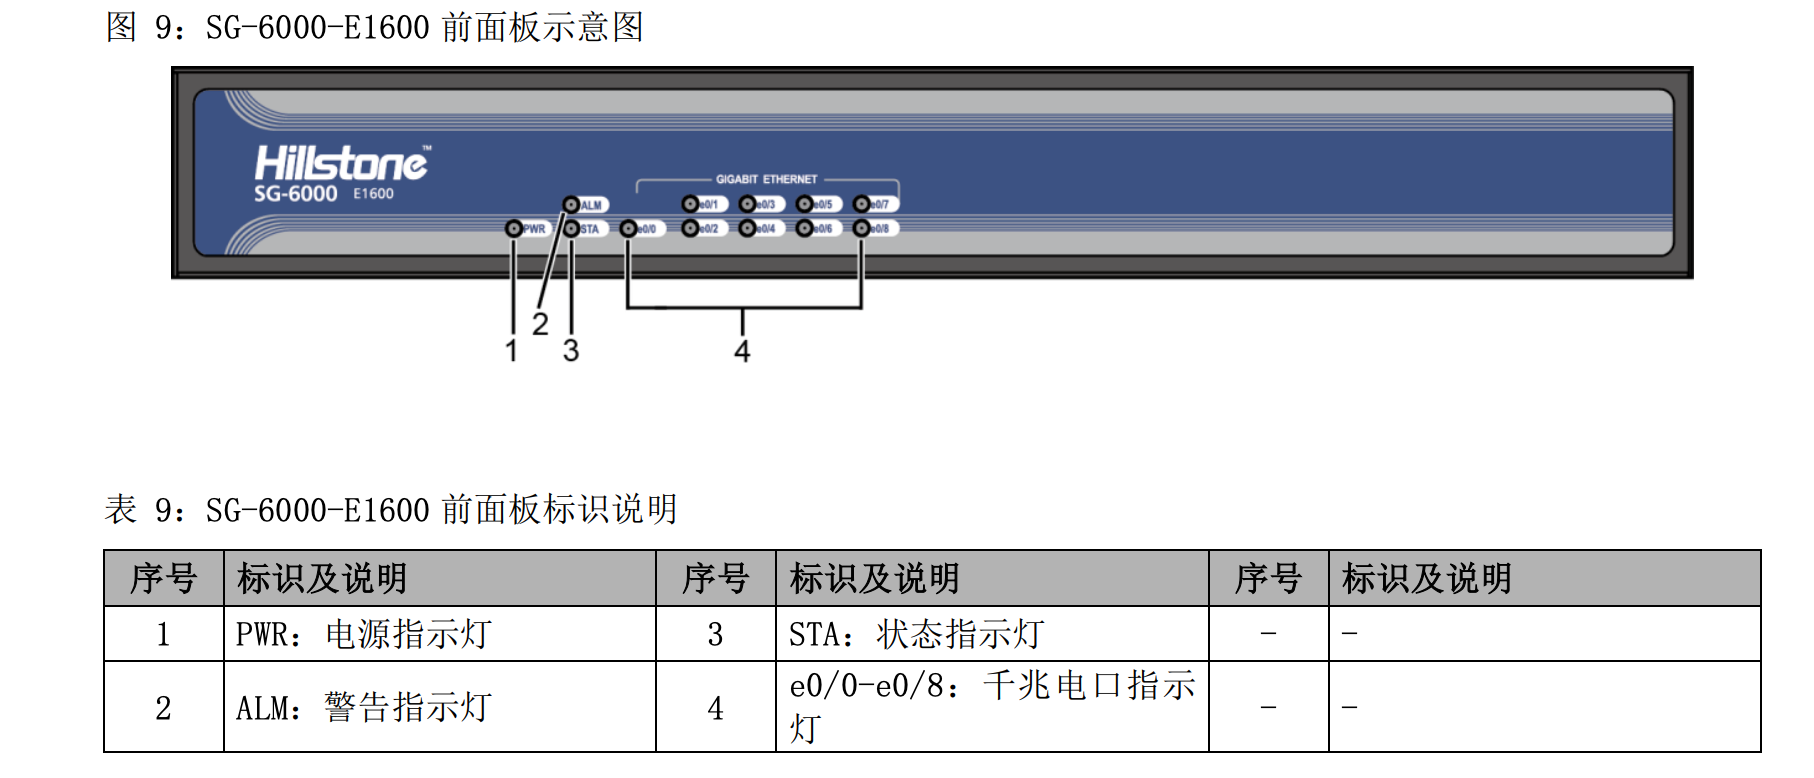 图 9：SG-6000-E1600 前面板示意图
Hillstone™
SG-6000 E1600
GIGABIT ETHERNET
ALM e0/1 e0/3 e0/5 e0/7
PWR STA e0/0 e0/2 e0/4 e0/6 e0/8
2
1 3 4
表 9：SG-6000-E1600 前面板标识说明
序号 标识及说明 序号 标识及说明 序号 标识及说明
1 PWR：电源指示灯 3 STA：状态指示灯 - -
2 ALM：警告指示灯 4 e0/0-e0/8：千兆电口指示
灯 - -